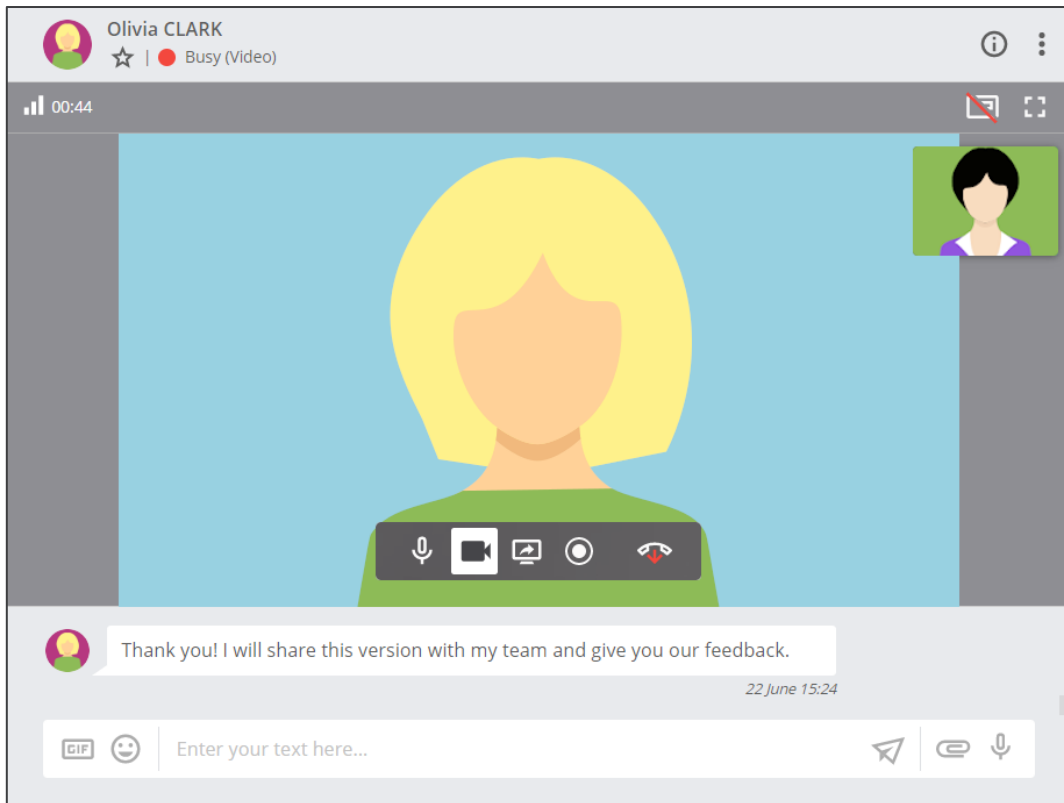 Olivia CLARK
Busy (Video)
00:44
Thank you! I will share this version with my team and give you our feedback.
22 June 15:24
GIF
Enter your text here...